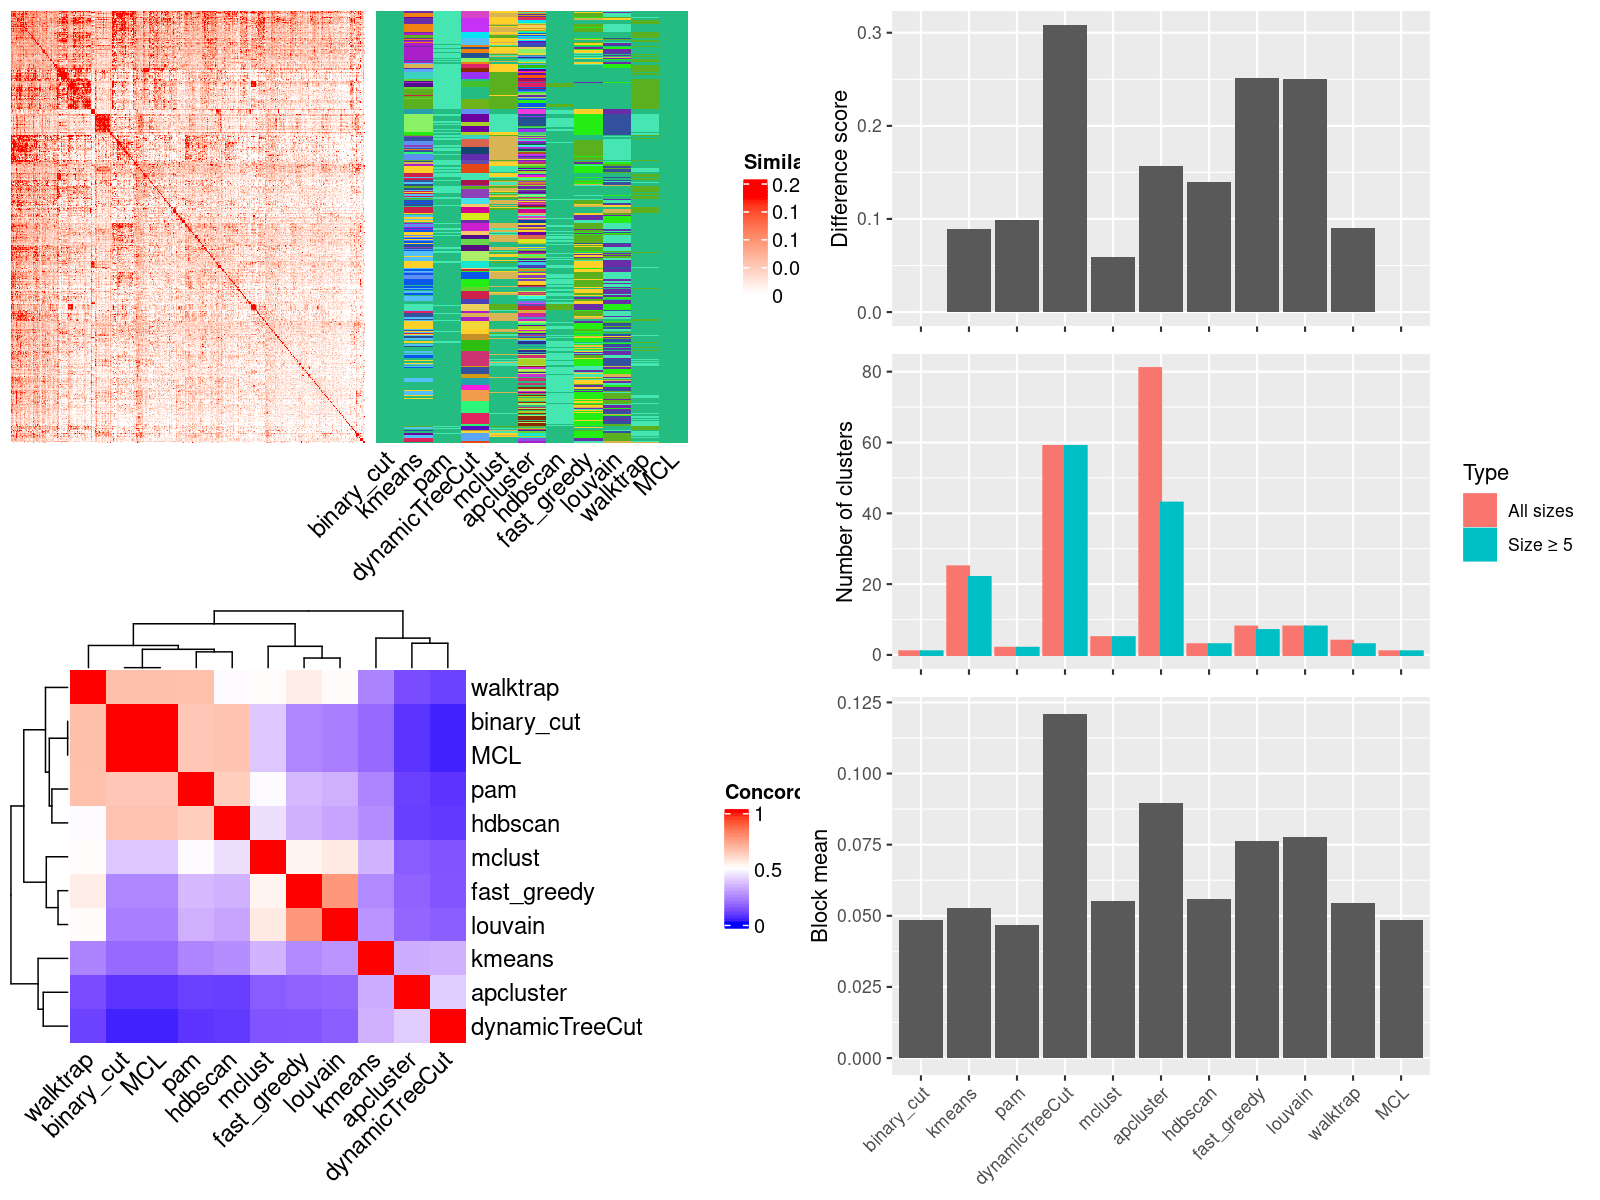 Simila
0.2
0.1
0.1
0.0
0
binary_cut
kmeans
pam
dynamicTreeCut
mclust
apcluster
hdbscan
fast_greedy
louvain
walktrap
MCL
walktrap
binary_cut
MCL
pam
hdbscan
mclust
fast_greedy
louvain
kmeans
apcluster
dynamicTreeCut
walktrap
binary_cut
MCL
pam
hdbscan
mclust
fast_greedy
louvain
kmeans
apcluster
dynamicTreeCut
Concord
1
0.5
0
Difference score
0.3
0.2
0.1
0.0
Number of clusters
80
60
40
20
0
Type
All sizes
Size ≥ 5
Block mean
0.125
0.100
0.075
0.050
0.025
0.000
binary_cut
kmeans
pam
dynamicTreeCut
mclust
apcluster
hdbscan
fast_greedy
louvain
walktrap
MCL